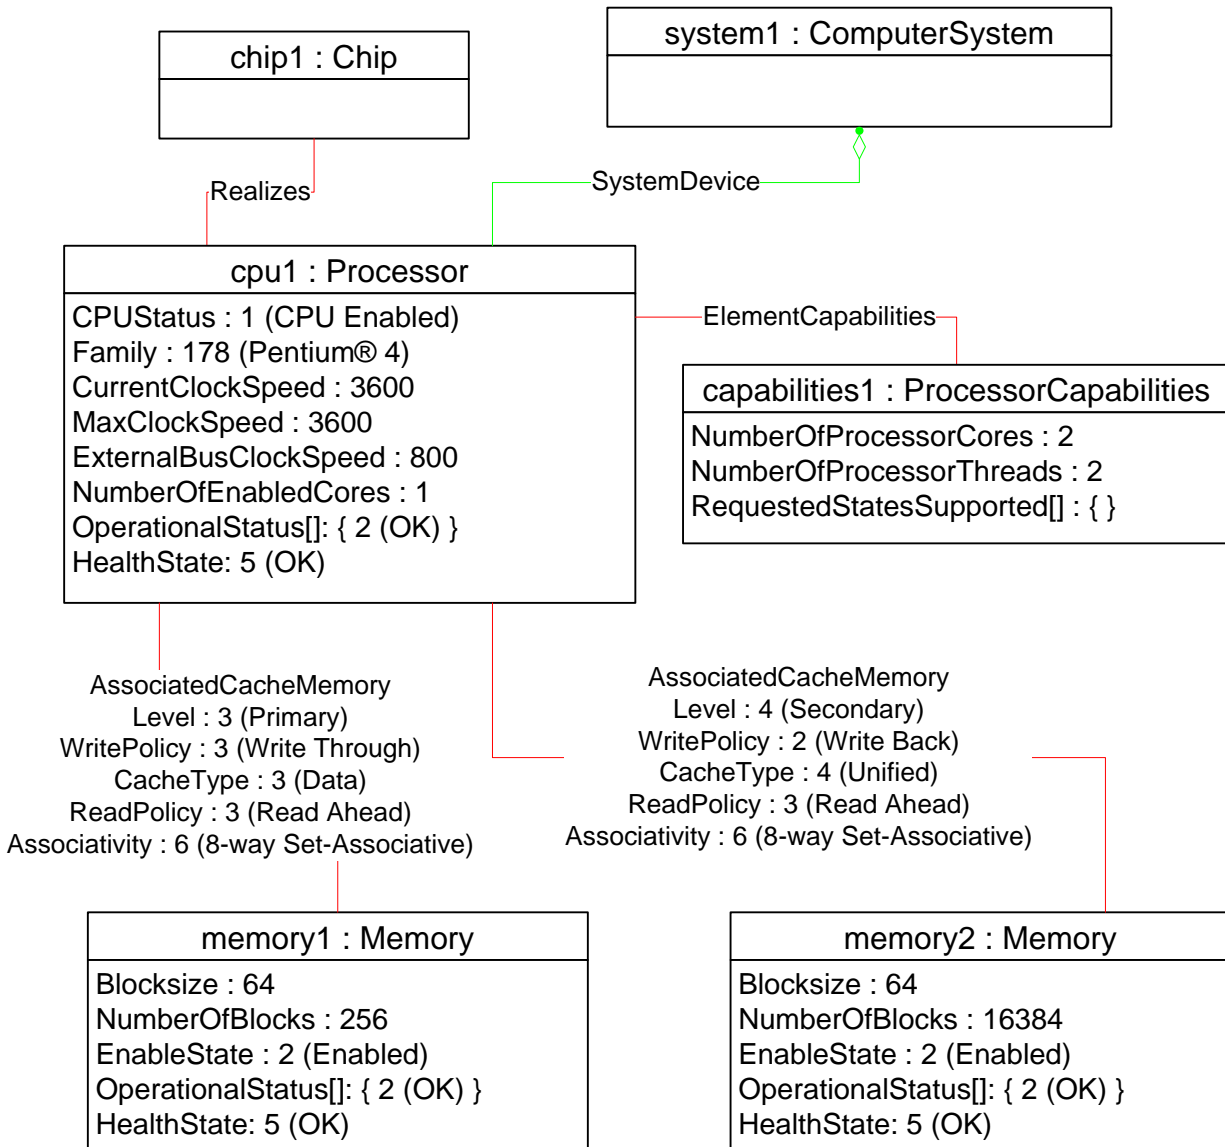 chip1 : Chip
system1 : ComputerSystem
Realizes
SystemDevice
cpu1 : Processor
CPUStatus : 1 (CPU Enabled)
Family : 178 (Pentium® 4)
CurrentClockSpeed : 3600
MaxClockSpeed : 3600
ExternalBusClockSpeed : 800
NumberOfEnabledCores : 1
OperationalStatus[]: { 2 (OK) }
HealthState: 5 (OK)
ElementCapabilities
capabilities1 : ProcessorCapabilities
NumberOfProcessorCores : 2
NumberOfProcessorThreads : 2
RequestedStatesSupported[] : { }
AssociatedCacheMemory
Level : 3 (Primary)
WritePolicy : 3 (Write Through)
CacheType : 3 (Data)
ReadPolicy : 3 (Read Ahead)
Associativity : 6 (8-way Set-Associative)
AssociatedCacheMemory
Level : 4 (Secondary)
WritePolicy : 2 (Write Back)
CacheType : 4 (Unified)
ReadPolicy : 3 (Read Ahead)
Associativity : 6 (8-way Set-Associative)
memory1 : Memory
Blocksize : 64
NumberOfBlocks : 256
EnableState : 2 (Enabled)
OperationalStatus[]: { 2 (OK) }
HealthState: 5 (OK)
memory2 : Memory
Blocksize : 64
NumberOfBlocks : 16384
EnableState : 2 (Enabled)
OperationalStatus[]: { 2 (OK) }
HealthState: 5 (OK)